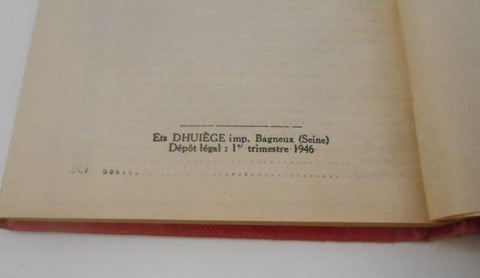 Ets DHUIÈGE imp. Bagneux (Seine)
Dépôt légal : 1er trimestre 1946